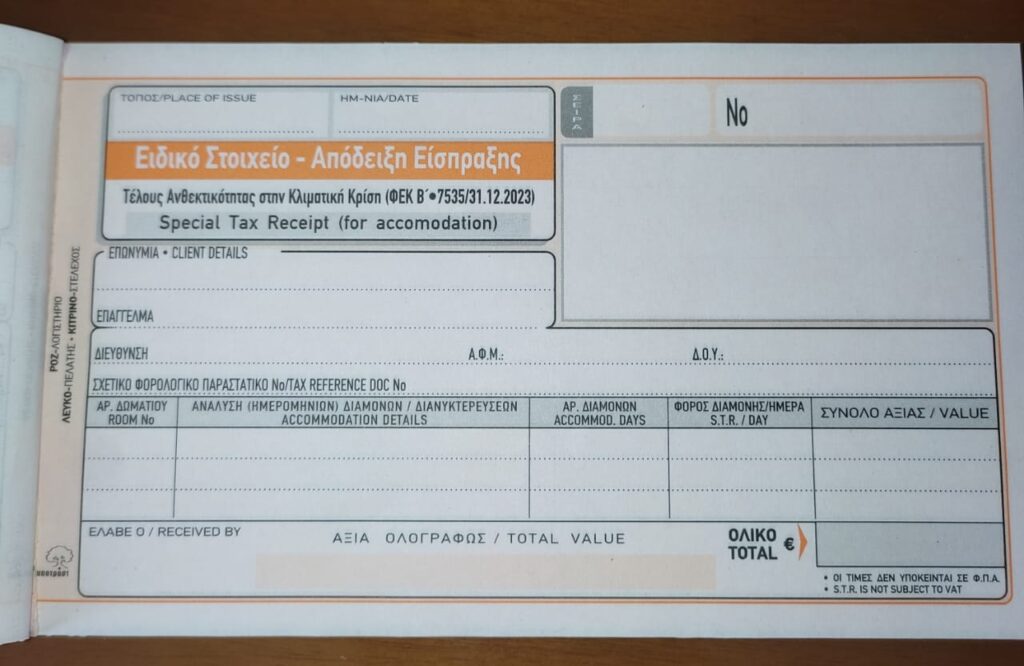 ΤΟΠΟΣ/PLACE OF ISSUE
ΗΜ-ΝΙΑ/DATE
ΣΕΙΡΑ
No
Ειδικό Στοιχείο - Απόδειξη Είσπραξης
Τέλους Ανθεκτικότητας στην Κλιματική Κρίση (ΦΕΚ Β΄•7535/31.12.2023)
Special Tax Receipt (for accomodation)
ΕΠΩΝΥΜΙΑ • CLIENT DETAILS
ΕΠΑΓΓΕΛΜΑ
ΔΙΕΥΘΥΝΣΗ Α.Φ.Μ.: Δ.Ο.Υ.:
ΣΧΕΤΙΚΟ ΦΟΡΟΛΟΓΙΚΟ ΠΑΡΑΣΤΑΤΙΚΟ Νο/TAX REFERENCE DOC No
ΑΡ. ΔΩΜΑΤΙΟΥ
ROOM No
ΑΝΑΛΥΣΗ (ΗΜΕΡΟΜΗΝΙΩΝ) ΔΙΑΜΟΝΩΝ / ΔΙΑΝΥΚΤΕΡΕΥΣΕΩΝ
ACCOMMODATION DETAILS
ΑΡ. ΔΙΑΜΟΝΩΝ
ACCOMMOD. DAYS
ΦΟΡΟΣ ΔΙΑΜΟΝΗΣ/ΗΜΕΡΑ
S.T.R. / DAY
ΣΥΝΟΛΟ ΑΞΙΑΣ / VALUE
ΕΛΑΒΕ Ο / RECEIVED BY
ΑΞΙΑ ΟΛΟΓΡΑΦΩΣ / TOTAL VALUE
ΟΛΙΚΟ
TOTAL €
• ΟΙ ΤΙΜΕΣ ΔΕΝ ΥΠΟΚΕΙΝΤΑΙ ΣΕ Φ.Π.Α.
• S.T.R. IS NOT SUBJECT TO VAT
ΡΟΖ-ΛΟΓΙΣΤΗΡΙΟ
ΛΕΥΚΟ-ΠΕΛΑΤΗΣ • ΚΙΤΡΙΝΟ-ΣΤΕΛΕΧΟΣ